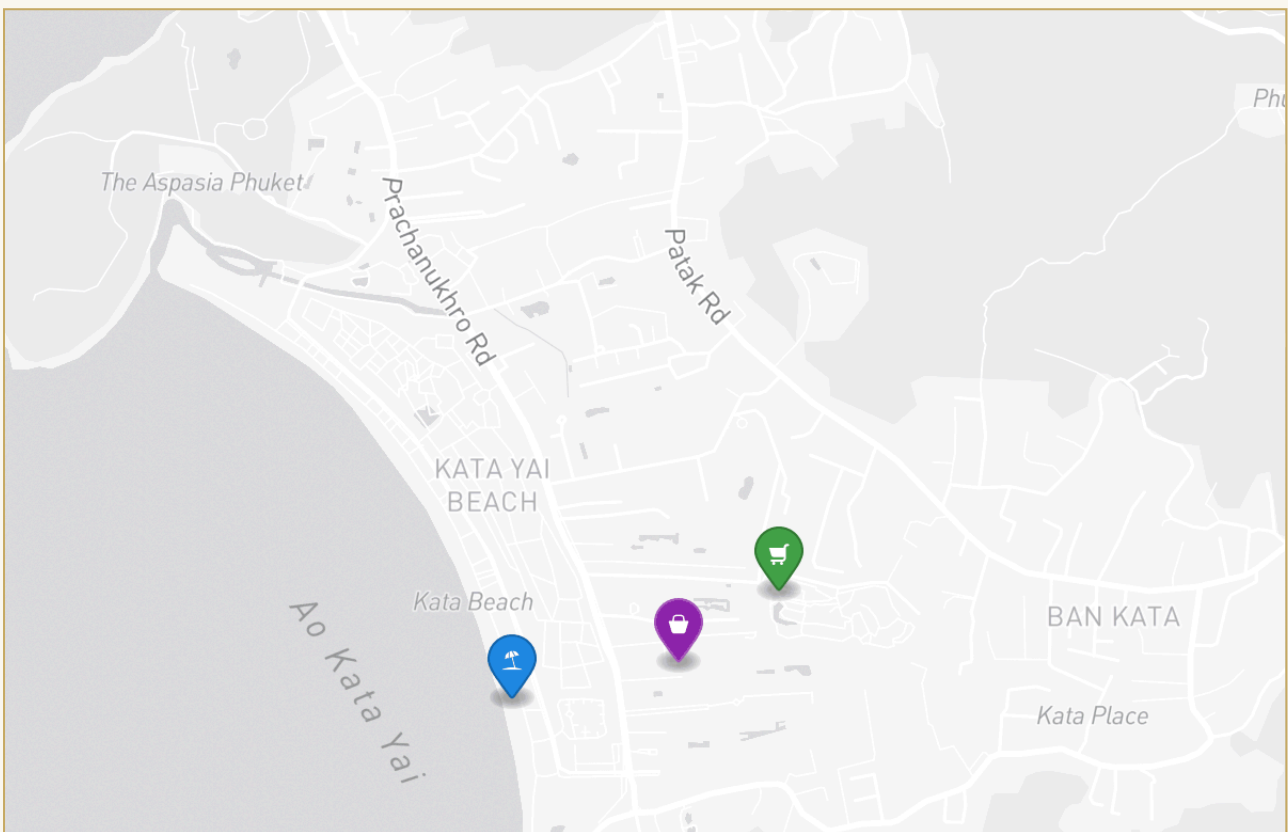 Phu
The Aspasia Phuket
Prachanukhro Rd
Patak Rd
KATA YAI
BEACH
Kata Beach
Ao Kata Yai
BAN KATA
Kata Place